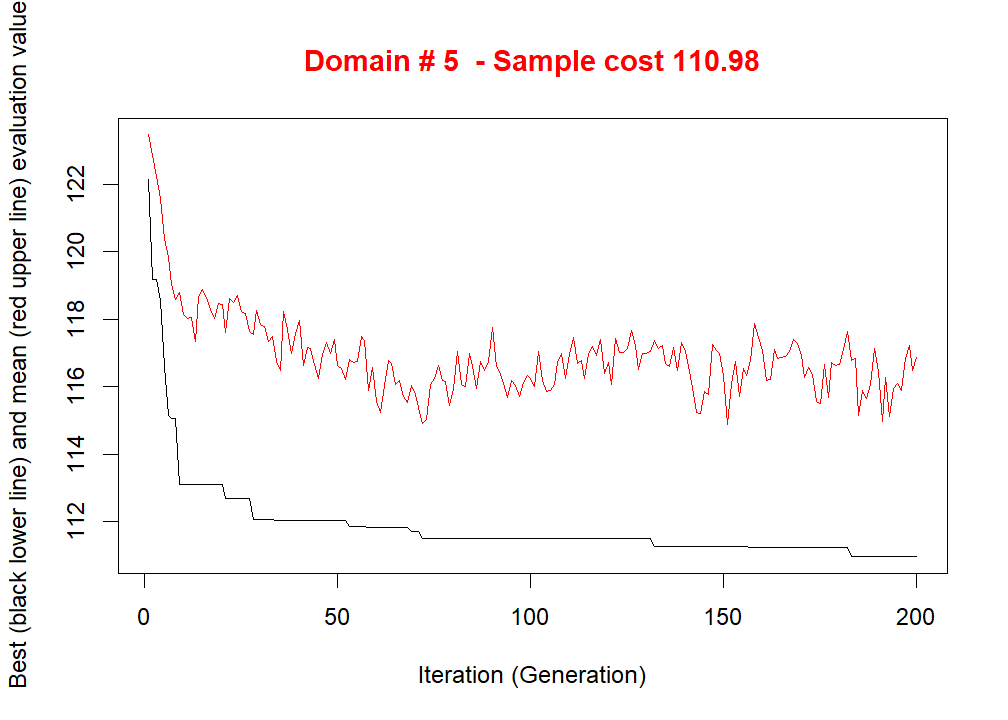 Domain # 5  - Sample cost 110.98
Best (black lower line) and mean (red upper line) evaluation value
122
120
118
116
114
112
0 50 100 150 200
Iteration (Generation)